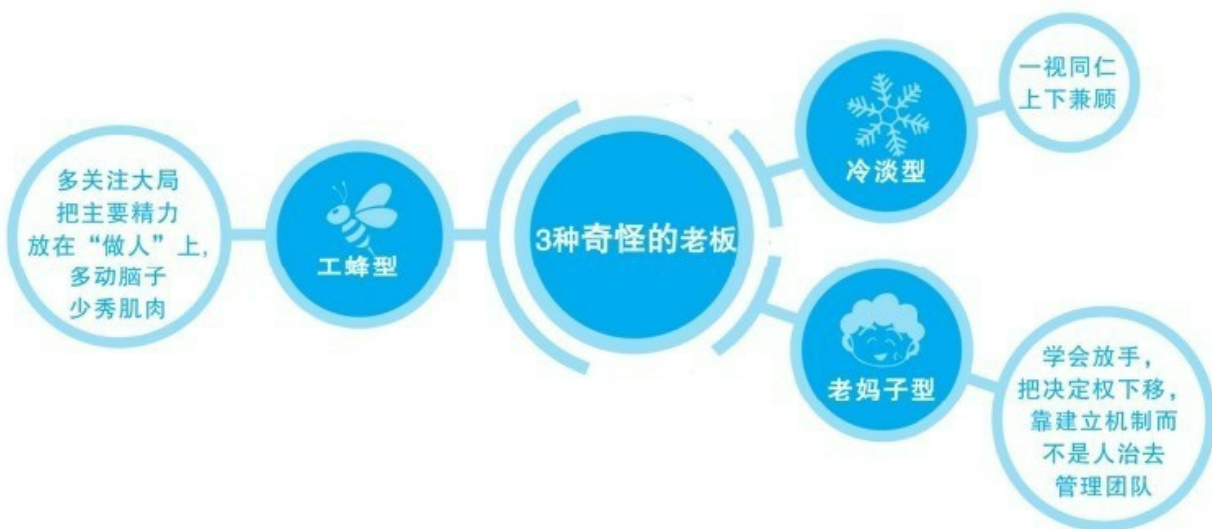 3种奇怪的老板
工蜂型
多关注大局
把主要精力
放在“做人”上,
多动脑子
少秀肌肉
冷淡型
一视同仁
上下兼顾
老妈子型
学会放手,
把决定权下移,
靠建立机制而
不是人治去
管理团队